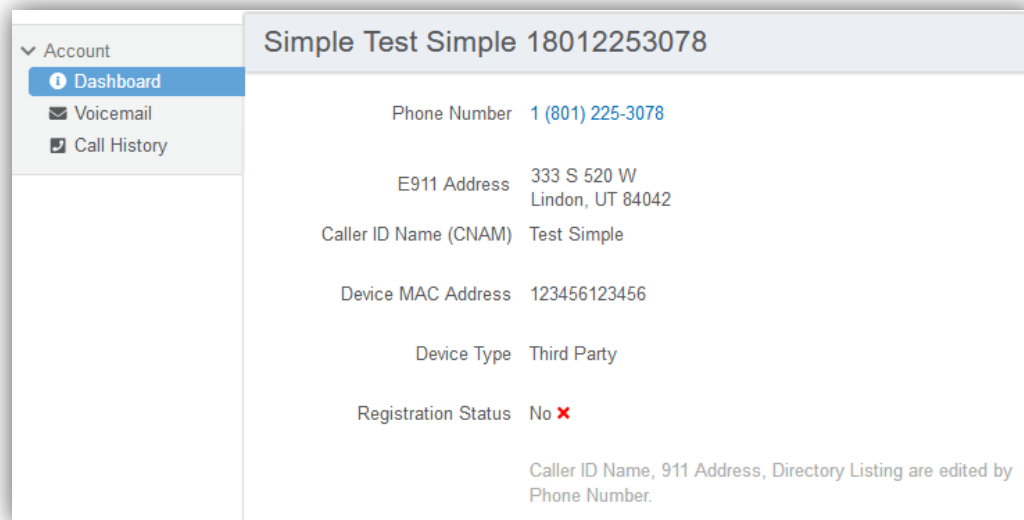 Account
Dashboard
Voicemail
Call History
Simple Test Simple 18012253078
Phone Number 1 (801) 225-3078
E911 Address 333 S 520 W
Lindon, UT 84042
Caller ID Name (CNAM) Test Simple
Device MAC Address 123456123456
Device Type Third Party
Registration Status No
Caller ID Name, 911 Address, Directory Listing are edited by
Phone Number.